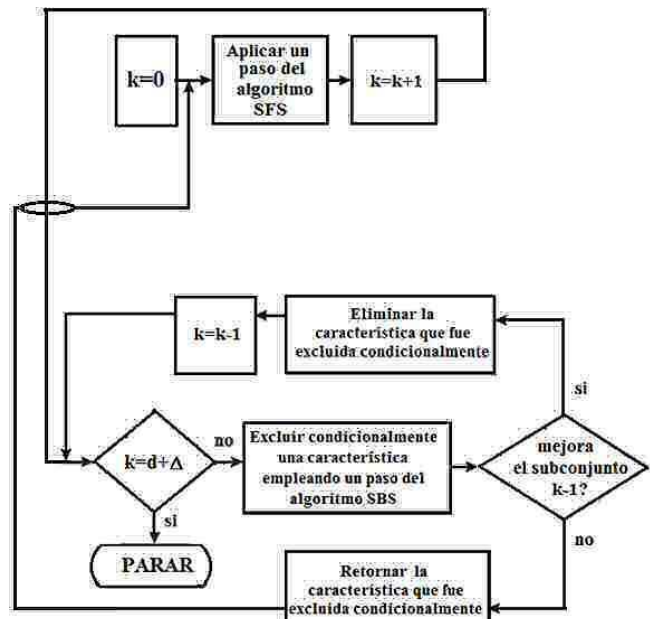 k=0
Aplicar un
paso del
algoritmo
SFS
k=k+1
k=k-1
Eliminar la
característica que fue
excluida condicionalmente
si
k=d+Δ
no
Excluir condicionalmente
una característica
empleando un paso del
algoritmo SBS
mejora
el subconjunto
k-1?
si
no
PARAR
Retornar la
característica que fue
excluida condicionalmente